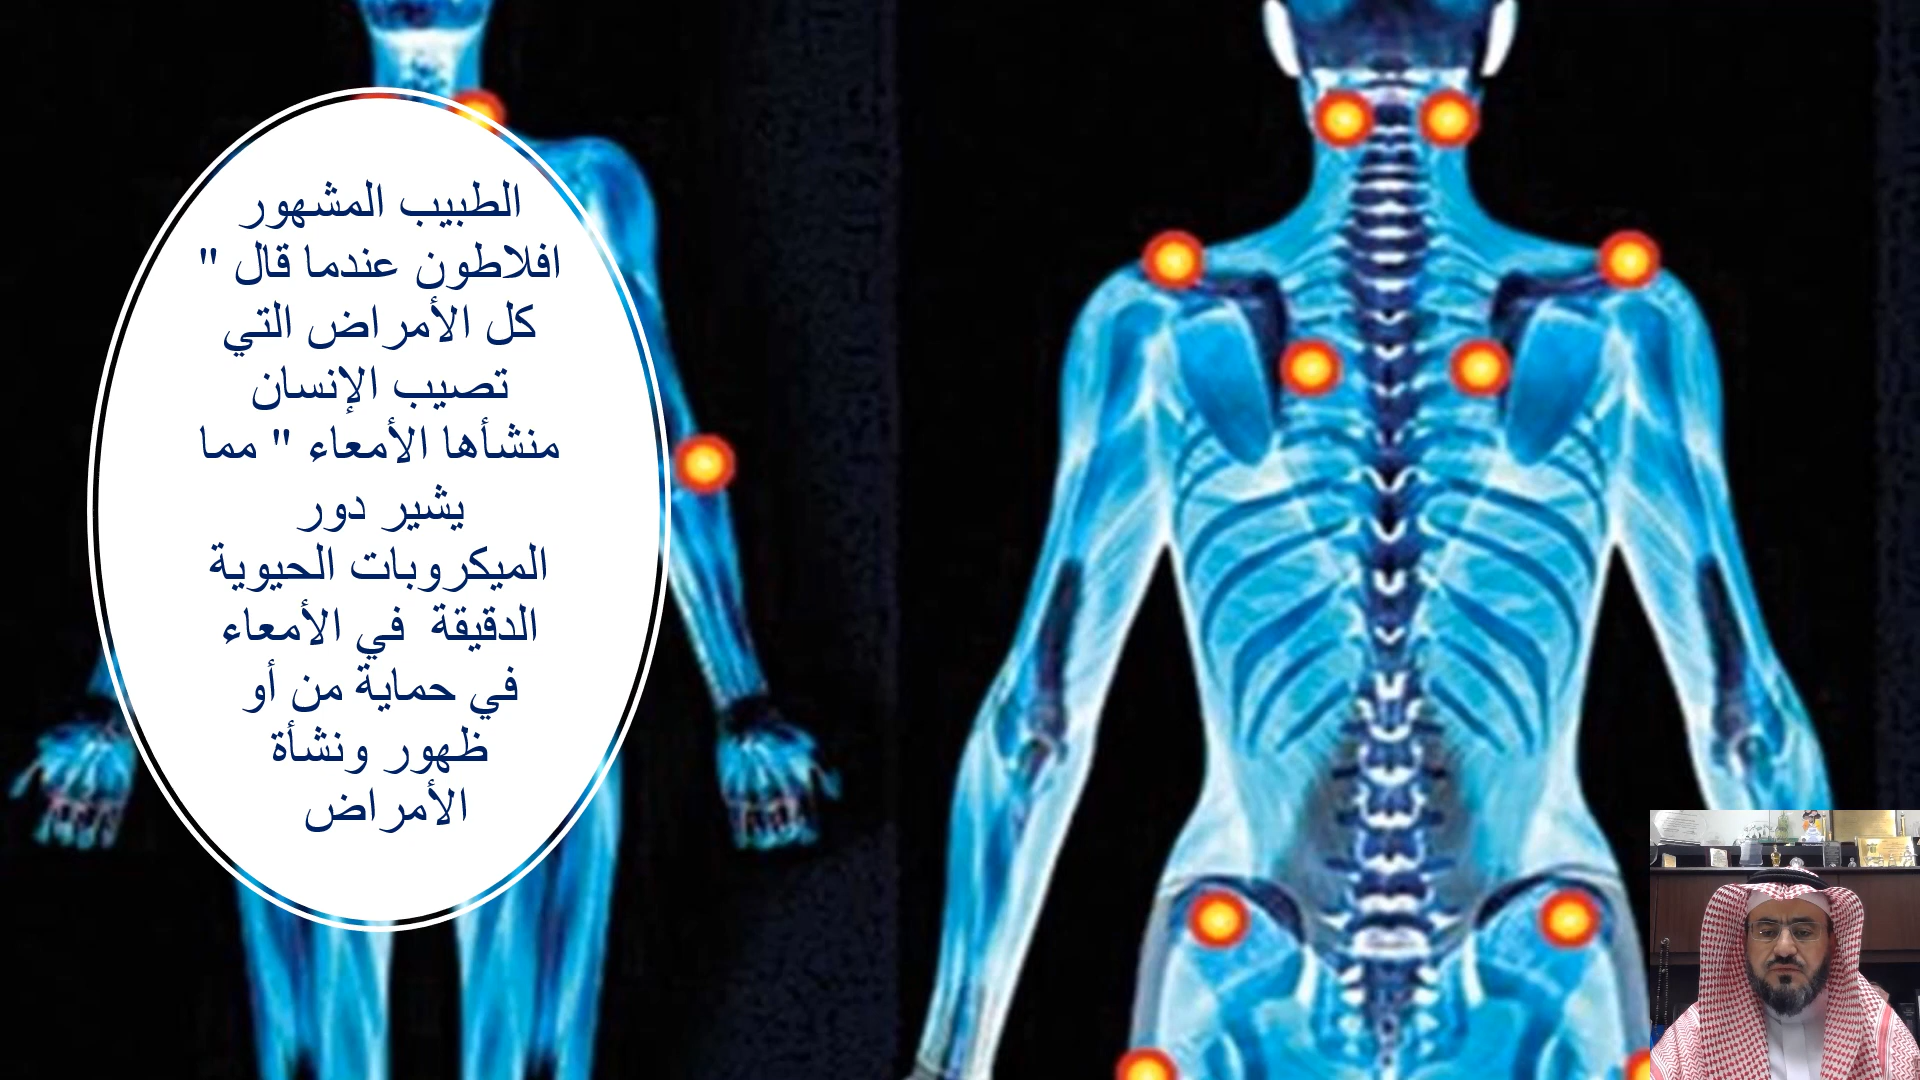 الطبيب المشهور
افلاطون عندما قال "
كل الأمراض التي
تصيب الإنسان
منشأها الأمعاء " مما
يشير دور
الميكروبات الحيوية
الدقيقة في الأمعاء
في حماية من أو
ظهور ونشأة
الأمراض